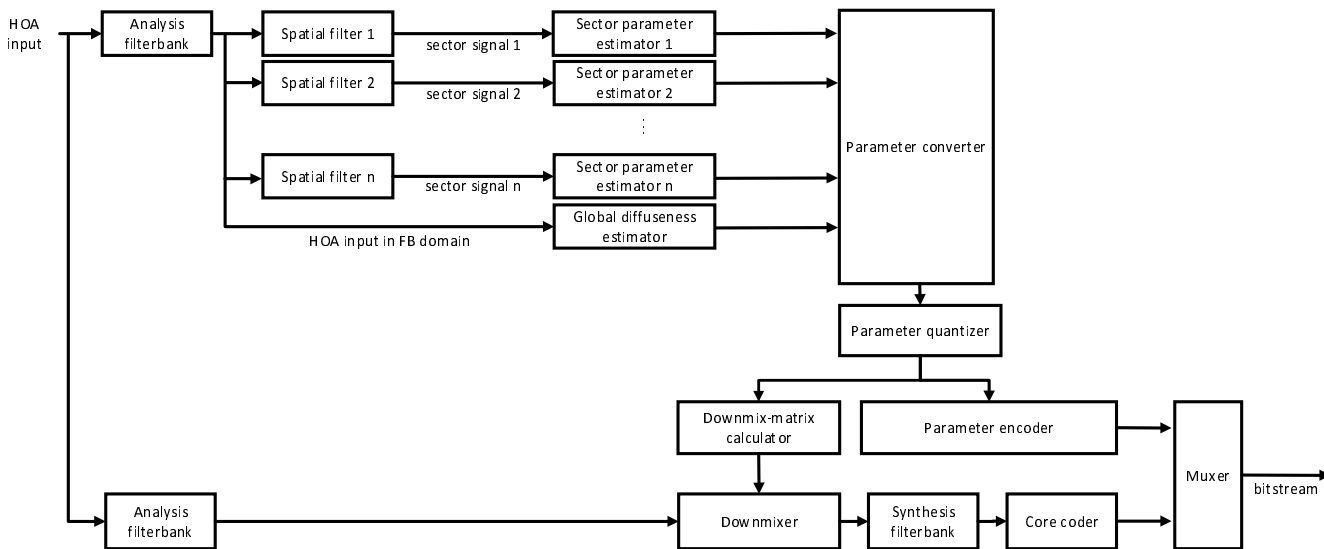 HOA
input
Analysis
filterbank
Spatial filter 1
sector signal 1
Sector parameter
estimator 1
Spatial filter 2
sector signal 2
Sector parameter
estimator 2
⋮
Spatial filter n
sector signal n
Sector parameter
estimator n
HOA input in FB domain
Global diffuseness
estimator
Parameter converter
Parameter quantizer
Downmix-matrix
calculator
Parameter encoder
Muxer
bitstream
Analysis
filterbank
Downmixer
Synthesis
filterbank
Core coder